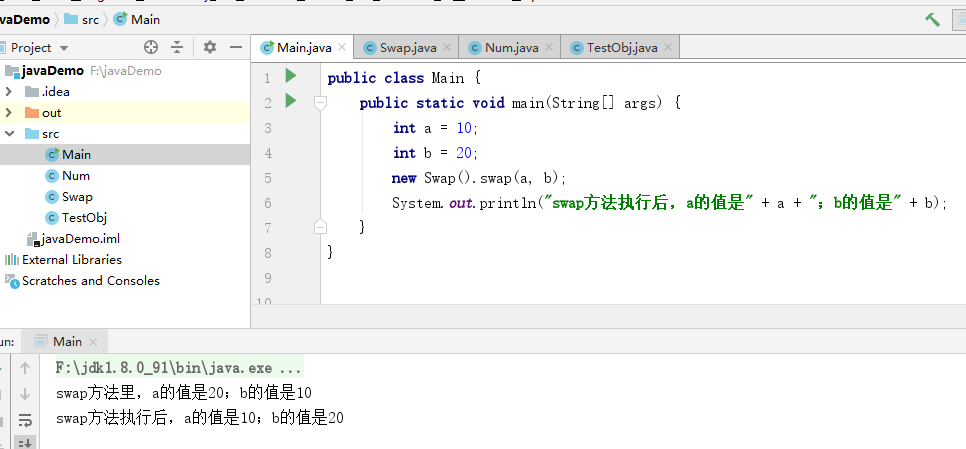 vaDemo src Main
Project
Main.java Swap.java Num.java TestObj.java
javaDemo F:\javaDemo
.idea
out
src
Main
Num
Swap
TestObj
javaDemo.iml
External Libraries
Scratches and Consoles
1 public class Main {
2 public static void main(String[] args) {
3 int a = 10;
4 int b = 20;
5 new Swap().swap(a, b);
6 System.out.println("swap方法执行后，a的值是" + a + "；b的值是" + b);
7 }
8 }
9
10
un: Main
F:\jdk1.8.0_91\bin\java.exe ...
swap方法里，a的值是20；b的值是10
swap方法执行后，a的值是10；b的值是20